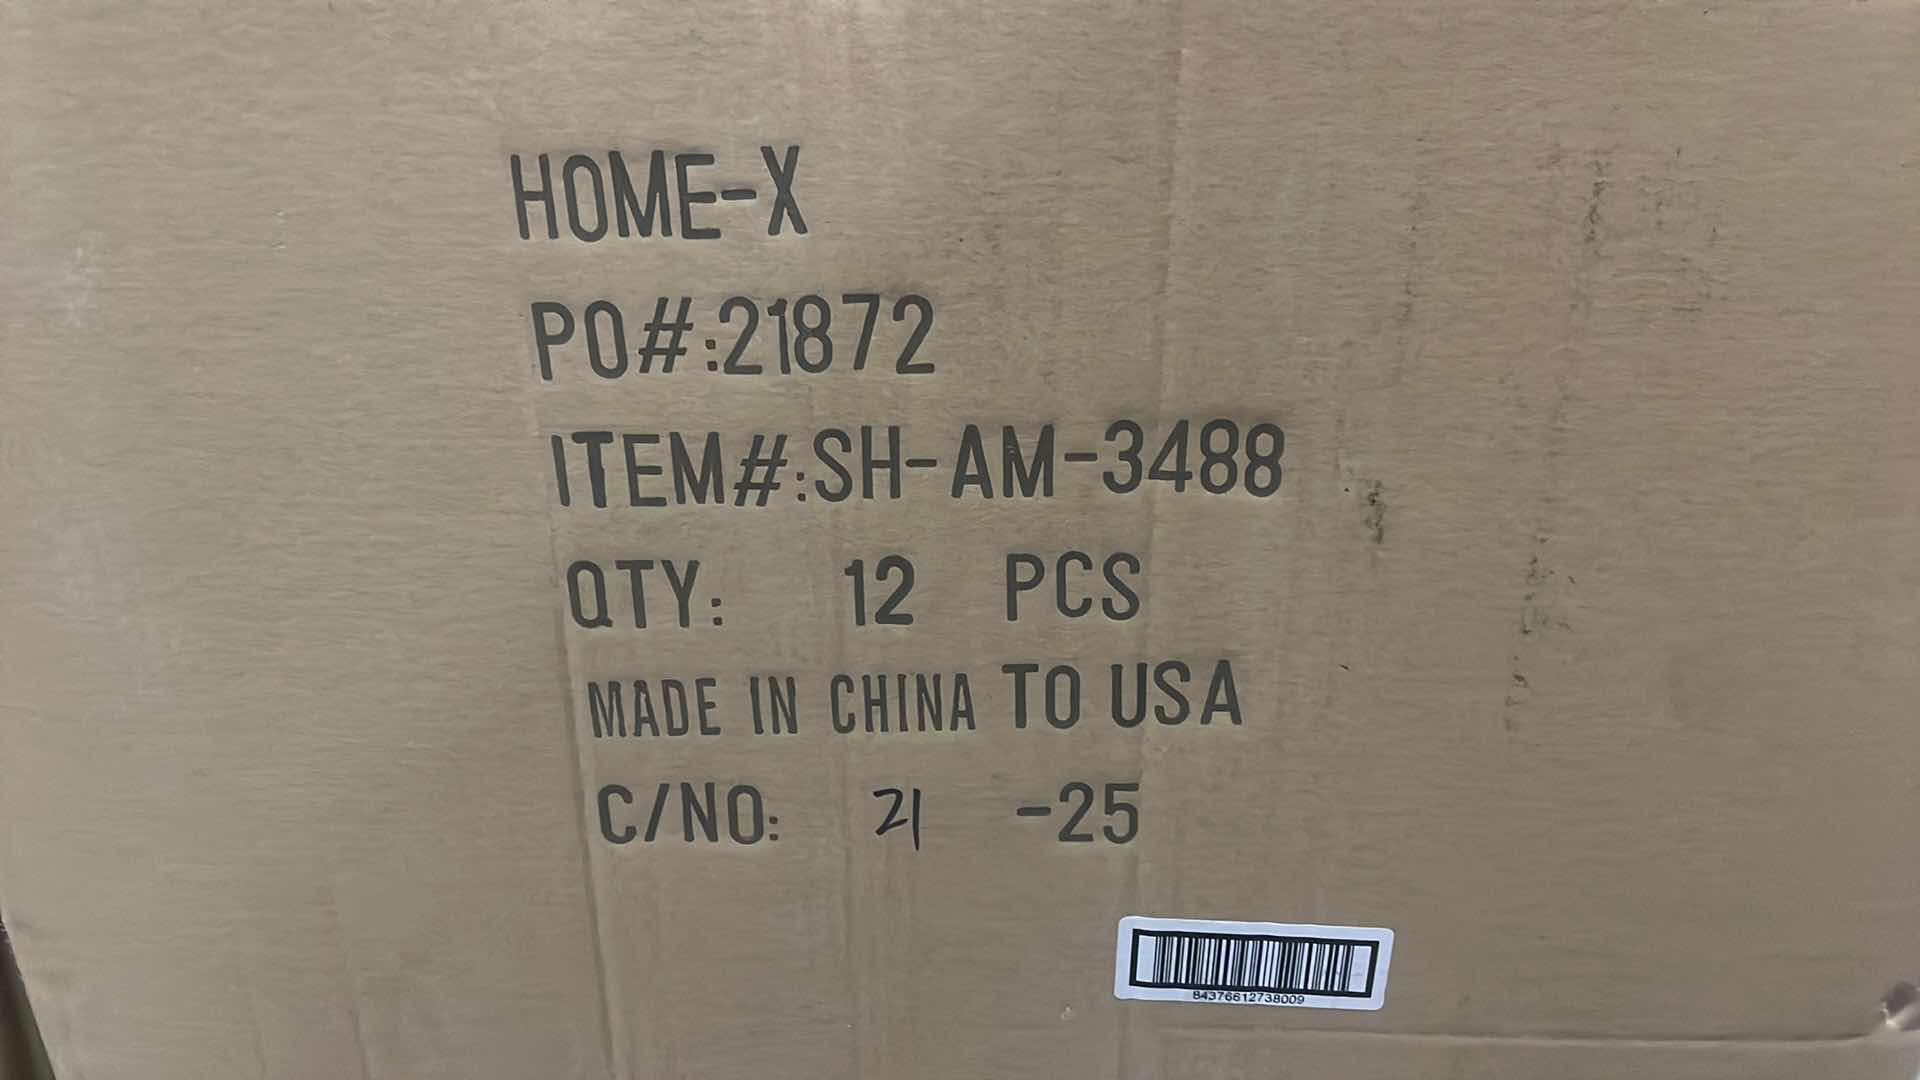 HOME-X
PO#:21872
ITEM#:SH-AM-3488
QTY: 12 PCS
MADE IN CHINA TO USA
C/NO: 21 -25
84376612738009